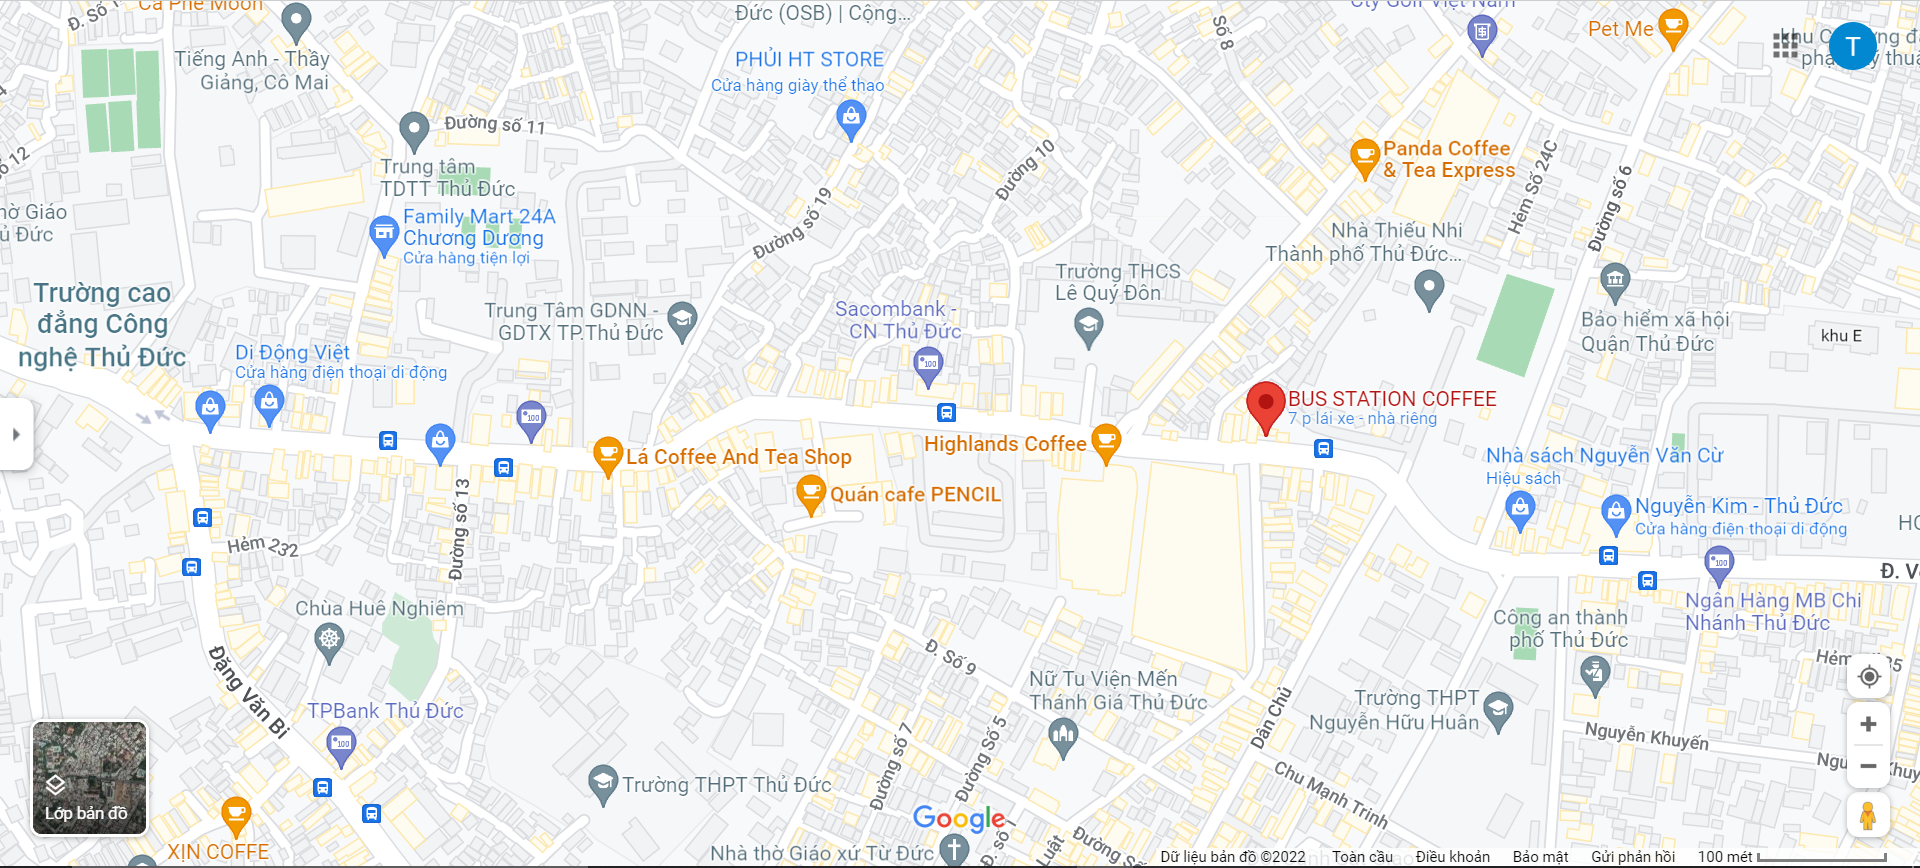 Cà Phê Moon
Đức (OSB) | Cộng...
Cty Golf Việt Nam
Pet Me
T
Số 8
Tiếng Anh - Thầy
Giảng, Cô Mai
PHỦI HT STORE
Cửa hàng giày thể thao
Đường số 11
Số 12
Trung tâm
TDTT Thủ Đức
Đường 10
Đường số 19
Panda Coffee
& Tea Express
Hẻm Số 24C
Đường số 6
Family Mart 24A
Chương Dương
Cửa hàng tiện lợi
Nhà Thiếu Nhi
Thành phố Thủ Đức...
Trường cao
đẳng Công
nghệ Thủ Đức
Trung Tâm GDNN -
GDTX TP.Thủ Đức
Sacombank -
CN Thủ Đức
Trường THCS
Lê Quý Đôn
Bảo hiểm xã hội
Quận Thủ Đức
khu E
Di Động Việt
Cửa hàng điện thoại di động
BUS STATION COFFEE
7 p lái xe - nhà riêng
Highlands Coffee
Lá Coffee And Tea Shop
Quán cafe PENCIL
Nhà sách Nguyễn Văn Cừ
Hiệu sách
Nguyễn Kim - Thủ Đức
Cửa hàng điện thoại di động
Đường số 13
Hẻm 232
Ngân Hàng MB Chi
Nhánh Thủ Đức
Chùa Huê Nghiêm
Công an thành
phố Thủ Đức
Đặng Văn Bi
Đ. Số 9
Nữ Tu Viện Mến
Thánh Giá Thủ Đức
Trường THPT
Nguyễn Hữu Huân
TPBank Thủ Đức
Dân Chủ
Nguyễn Khuyến
Đường số 7
Đường Số 5
Trường THPT Thủ Đức
Chu Mạnh Trinh
Lớp bản đồ
Google
XỊN COFFE
Nhà thờ Giáo xứ Từ Đức
Luật
Đường Số
Dữ liệu bản đồ ©2022 Toàn cầu Điều khoản Bảo mật Gửi phản hồi 100 mét